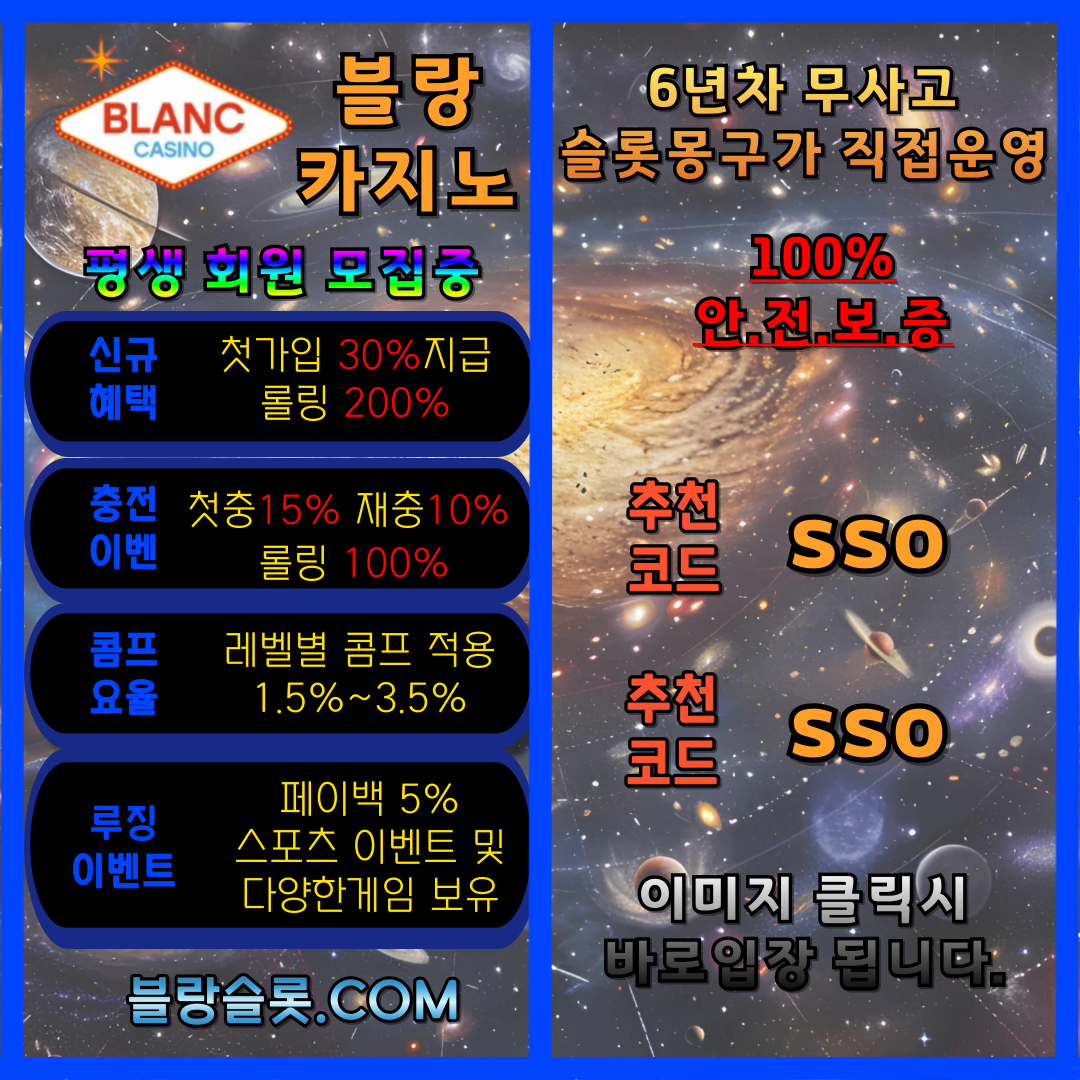 BLANC
CASINO
블랑
카지노
평생 회원 모집중
신규
혜택
첫가입 30%지급
롤링 200%
충전
이벤
첫충15% 재충10%
롤링 100%
콤프
요율
레벨별 콤프 적용
1.5%~3.5%
루징
이벤트
페이백 5%
스포츠 이벤트 및
다양한게임 보유
블랑슬롯.COM
6년차 무사고
슬롯몽구가 직접운영
100%
안.전.보.증
추천
코드
SSO
추천
코드
SSO
이미지 클릭시
바로입장 됩니다.